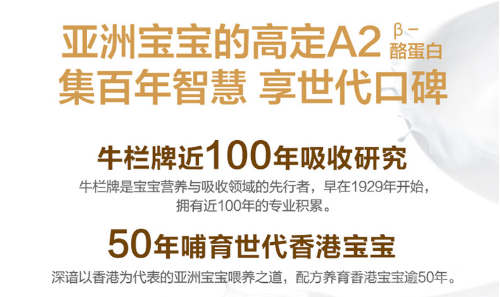 亚洲宝宝的高定A2 β-酪蛋白
集百年智慧 享世代口碑
牛栏牌近100年吸收研究
牛栏牌是宝宝营养与吸收领域的先行者，早在1929年开始，
拥有近100年的专业积累。
50年哺育世代香港宝宝
深谙以香港为代表的亚洲宝宝喂养之道，配方养育香港宝宝逾50年。